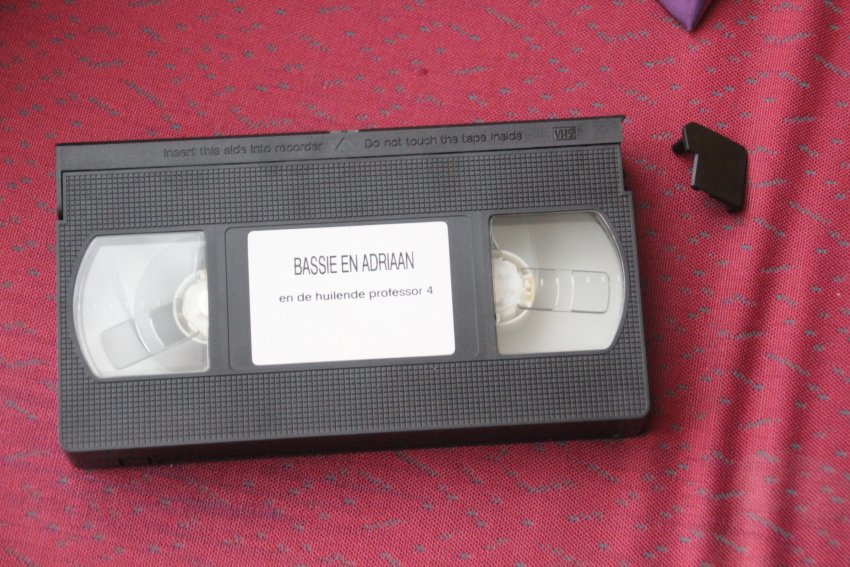 Insert this side into recorder / Do not touch the tape inside VHS
BASSIE EN ADRIAAN
en de huilende professor 4